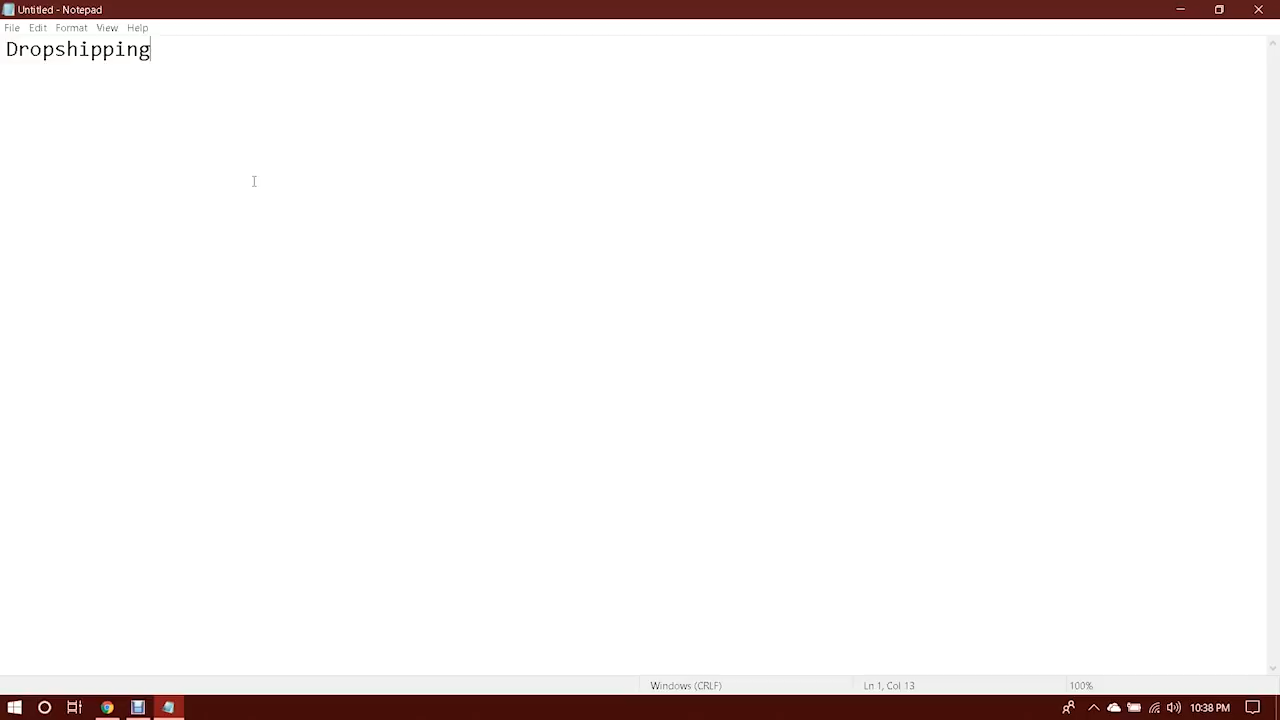 Untitled - Notepad
File Edit Format View Help
Dropshipping
Windows (CRLF) Ln 1, Col 13 100%
10:38 PM